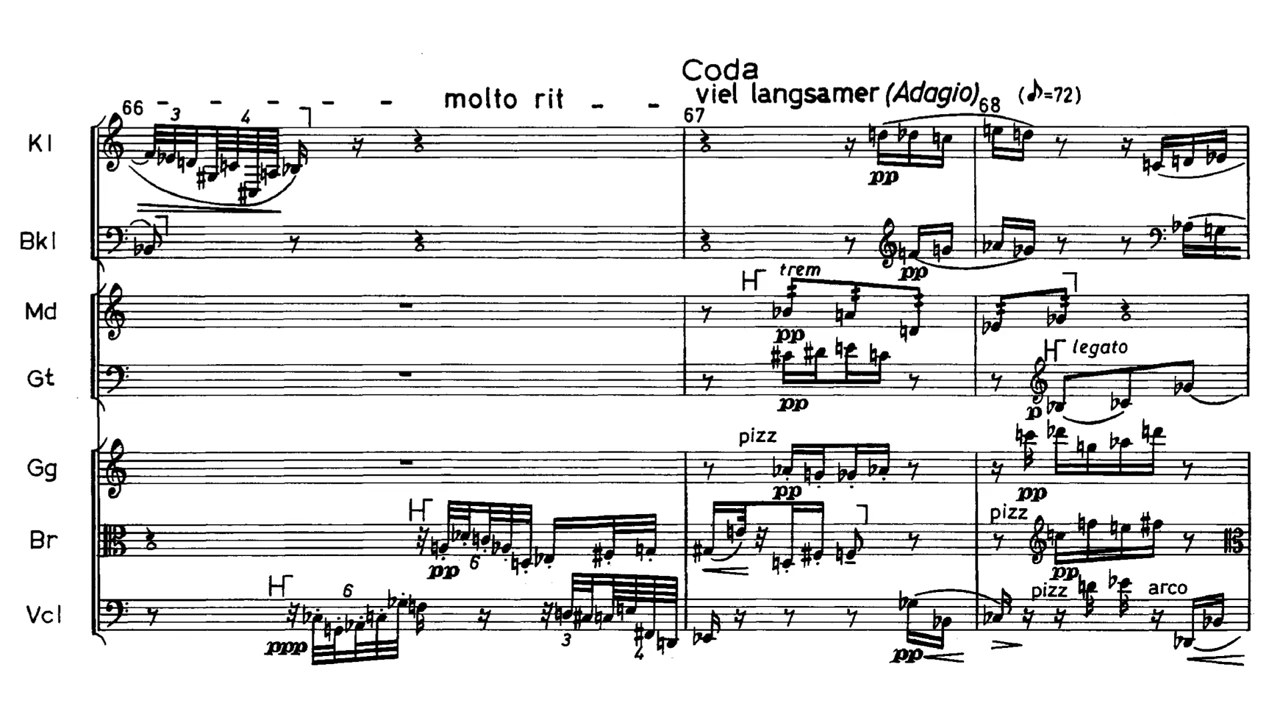 Coda
66 - - - - - molto rit - - viel langsamer (Adagio) (♪=72)
67 68
3 4
Kl
pp
Bkl
pp
trem
Md
pp
legato
Gt
pp p
pizz
Gg
pp pp
pizz
Br
pp 6 pp
6 pizz arco
Vcl
ppp 3 4 pp